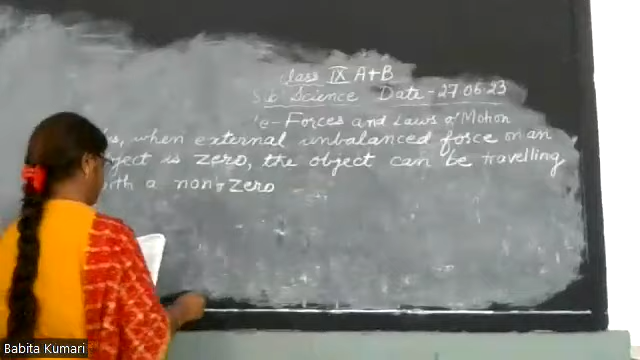 Class IX A+B
Sub Science Date - 27 06.23
Forces and Laws of Motion
when external unbalanced force on an
is zero, the object can be travelling
with a non zero
Babita Kumari